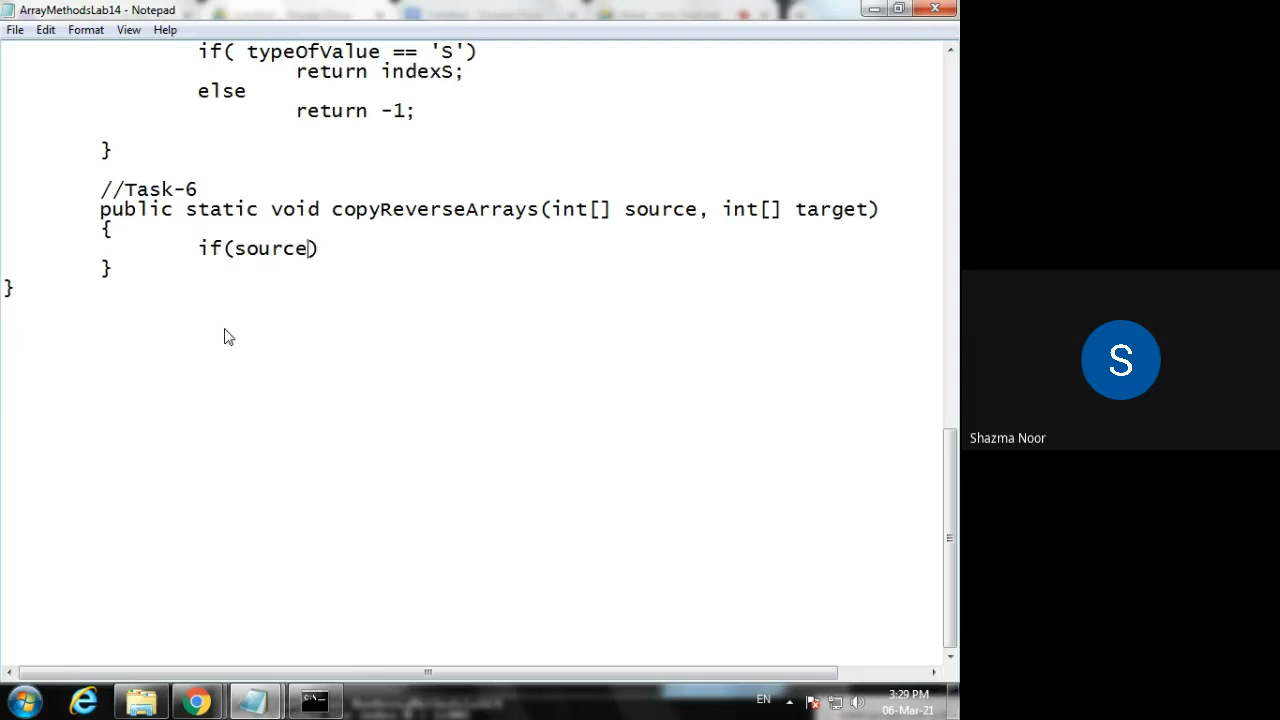 ArrayMethodsLab14 - Notepad
File Edit Format View Help
if( typeOfValue == 'S')
return indexS;
else
return -1;
}
//Task-6
public static void copyReverseArrays(int[] source, int[] target)
{
if(source)
}
}
S
Shazma Noor
EN
3:29 PM
06-Mar-21